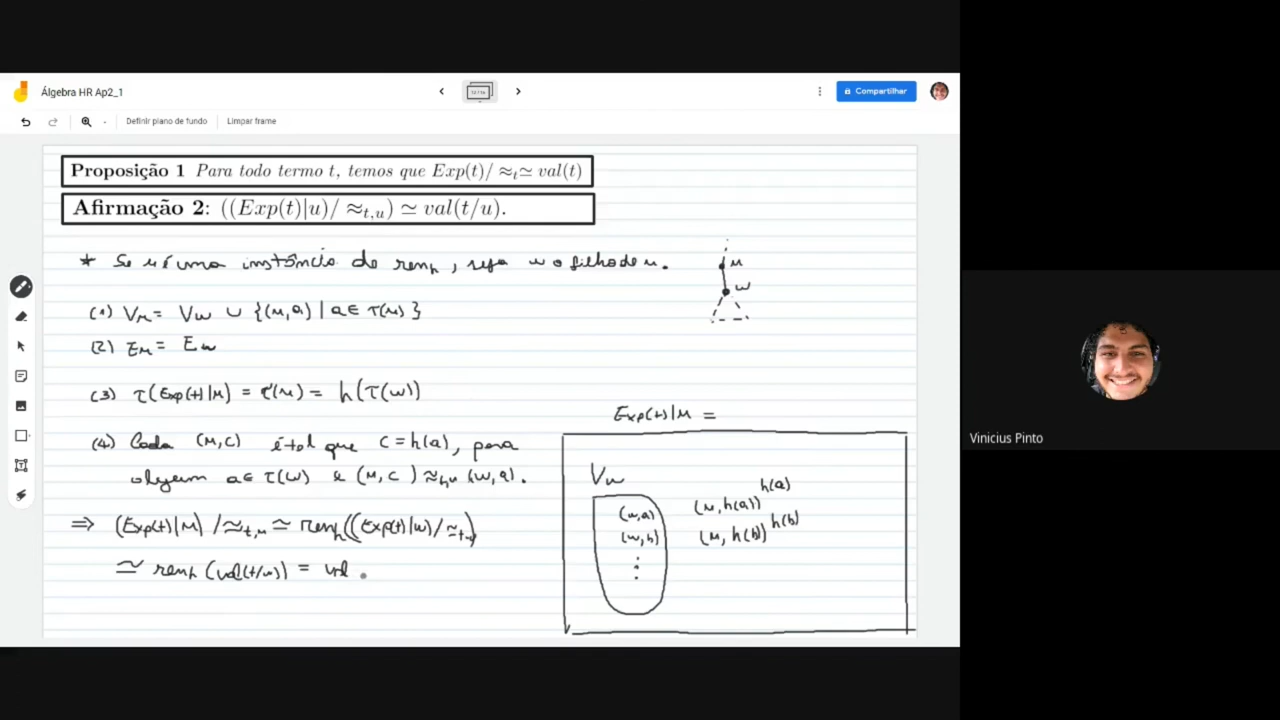 Álgebra HR Ap2_1
Compartilhar
Definir plano de fundo
Limpar frame
Proposição 1 Para todo termo t, temos que Exp(t)/ ≈t≃ val(t)
Afirmação 2: ((Exp(t)|u)/ ≈t,u) ≃ val(t/u).
* Se u é uma instância de renh, seja w o filho de u.
u
w
(1) Vu = Vw ∪ {(u,a) | a ∈ τ(u)}
(2) Eu = Ew
(3) τ(Exp(t)|u) = τ(u) = h(τ(w))
(4) Cada (u,c) é tal que c = h(a), para
algum a ∈ τ(w) e (u,c) ≈t,u (w,a).
⇒ (Exp(t)|u)/≈t,u ≃ renh((Exp(t)|w)/≈t,w)
≃ renh(val(t/w)) = val
Exp(t)|u =
Vw
(w,a)
(w,b)
⋮
(u,h(a)) h(a)
(u,h(b)) h(b)
Vinicius Pinto